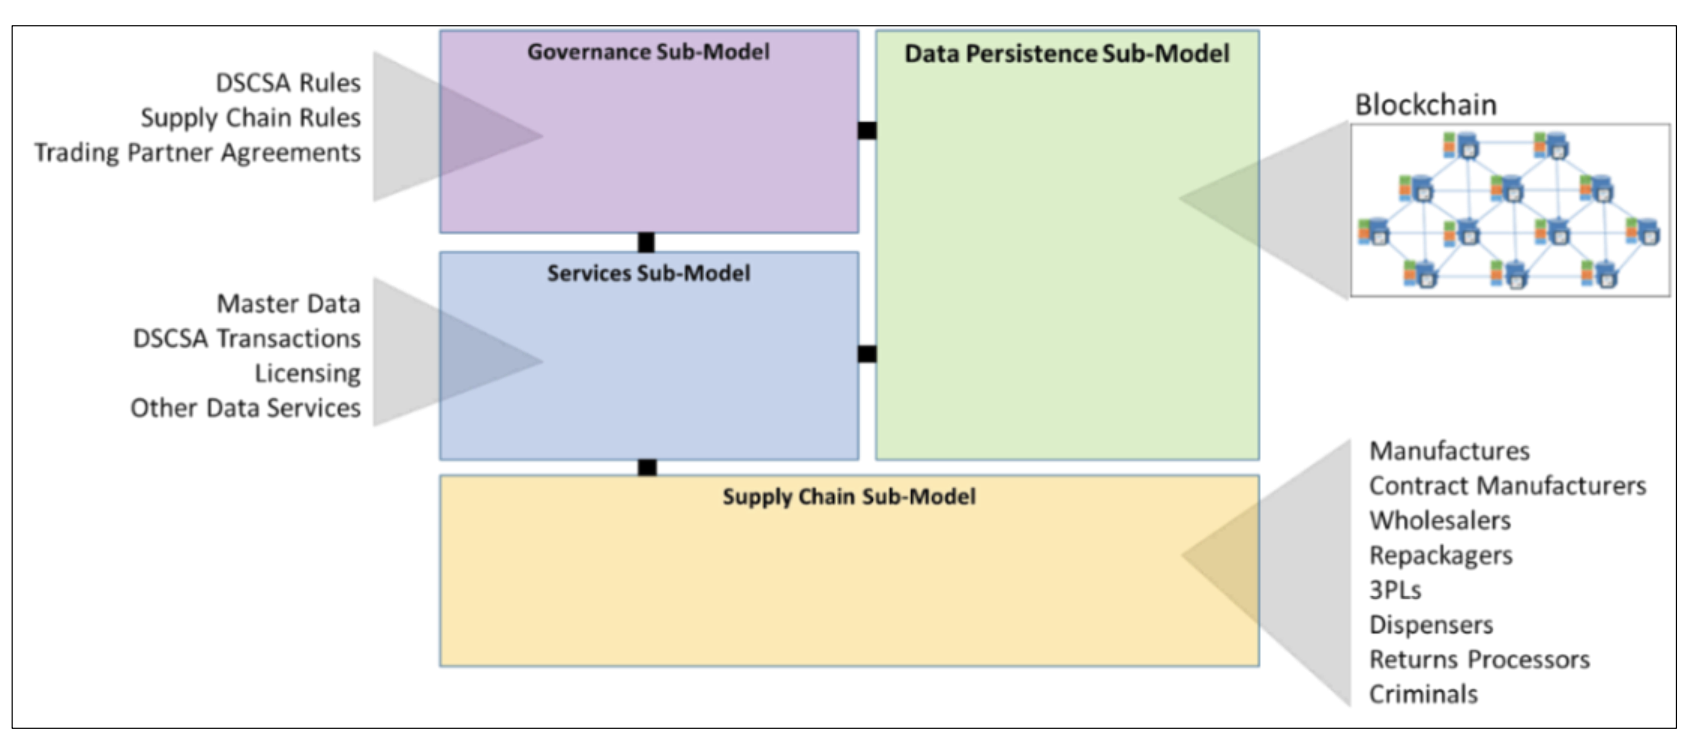 Governance Sub-Model
Data Persistence Sub-Model
DSCSA Rules
Supply Chain Rules
Trading Partner Agreements
Blockchain
Services Sub-Model
Master Data
DSCSA Transactions
Licensing
Other Data Services
Supply Chain Sub-Model
Manufactures
Contract Manufacturers
Wholesalers
Repackagers
3PLs
Dispensers
Returns Processors
Criminals